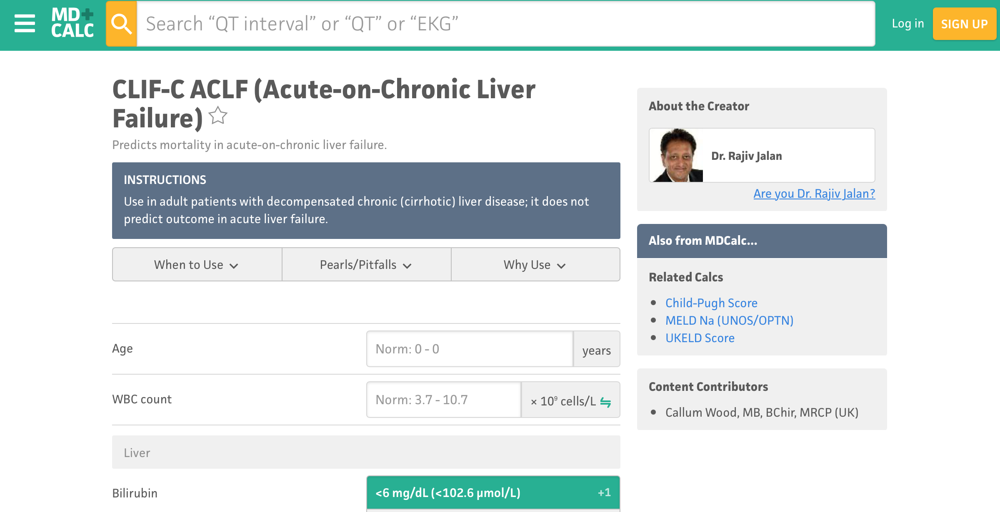 MD+
CALC
Search “QT interval” or “QT” or “EKG”
Log in
SIGN UP
CLIF-C ACLF (Acute-on-Chronic Liver
Failure)
Predicts mortality in acute-on-chronic liver failure.
INSTRUCTIONS
Use in adult patients with decompensated chronic (cirrhotic) liver disease; it does not
predict outcome in acute liver failure.
When to Use
Pearls/Pitfalls
Why Use
Age
Norm: 0 - 0
years
WBC count
Norm: 3.7 - 10.7
× 10⁹ cells/L
Liver
Bilirubin
<6 mg/dL (<102.6 µmol/L)
+1
About the Creator
Dr. Rajiv Jalan
Are you Dr. Rajiv Jalan?
Also from MDCalc...
Related Calcs
Child-Pugh Score
MELD Na (UNOS/OPTN)
UKELD Score
Content Contributors
Callum Wood, MB, BChir, MRCP (UK)